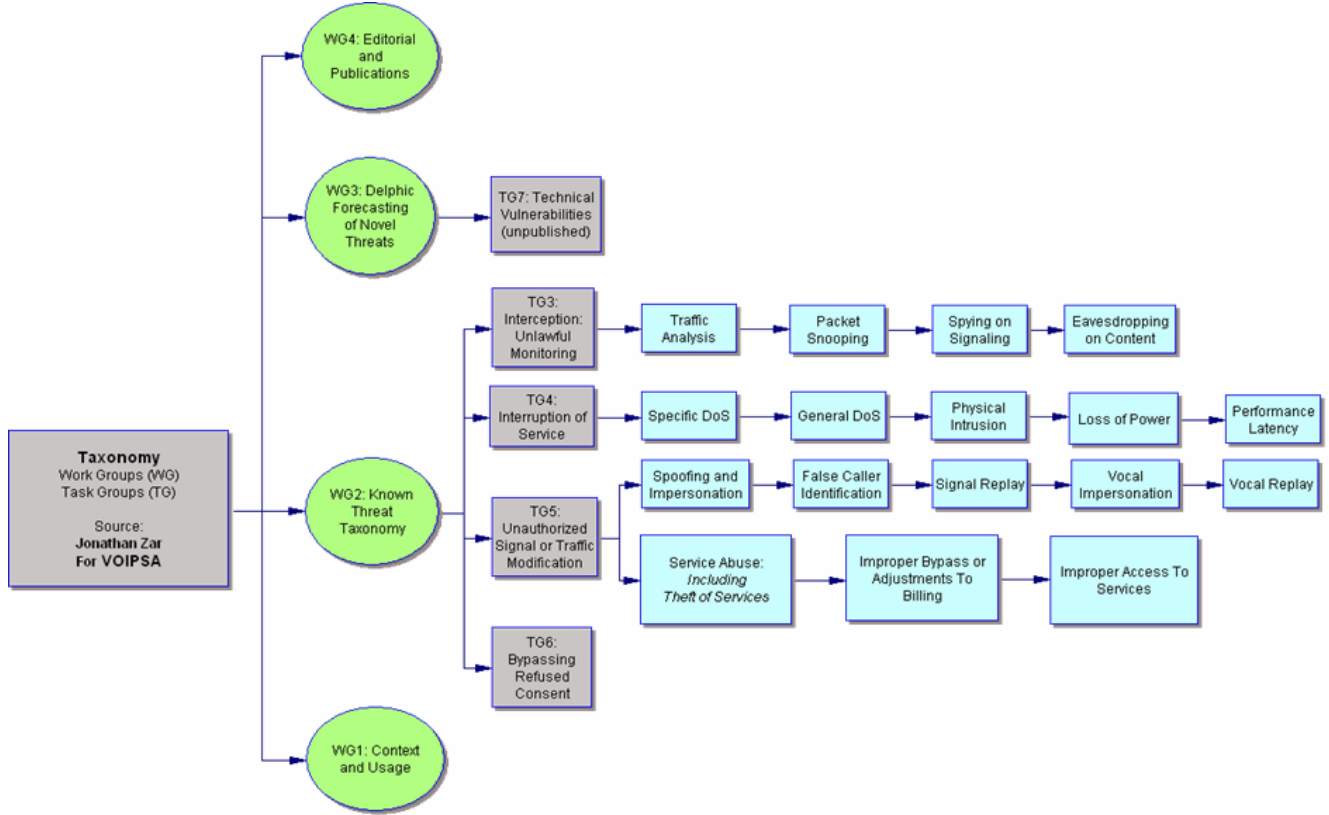 WG4: Editorial
and
Publications
WG3: Delphic
Forecasting
of Novel
Threats
TG7: Technical
Vulnerabilities
(unpublished)
TG3:
Interception:
Unlawful
Monitoring
Traffic
Analysis
Packet
Snooping
Spying on
Signaling
Eavesdropping
on Content
TG4:
Interruption of
Service
Specific DoS
General DoS
Physical
Intrusion
Loss of Power
Performance
Latency
Taxonomy
Work Groups (WG)
Task Groups (TG)
Source:
Jonathan Zar
For VOIPSA
WG2: Known
Threat
Taxonomy
TG5:
Unauthorized
Signal or Traffic
Modification
Spoofing and
Impersonation
False Caller
Identification
Signal Replay
Vocal
Impersonation
Vocal Replay
Service Abuse:
Including
Theft of Services
Improper Bypass or
Adjustments To
Billing
Improper Access To
Services
TG6:
Bypassing
Refused
Consent
WG1: Context
and Usage